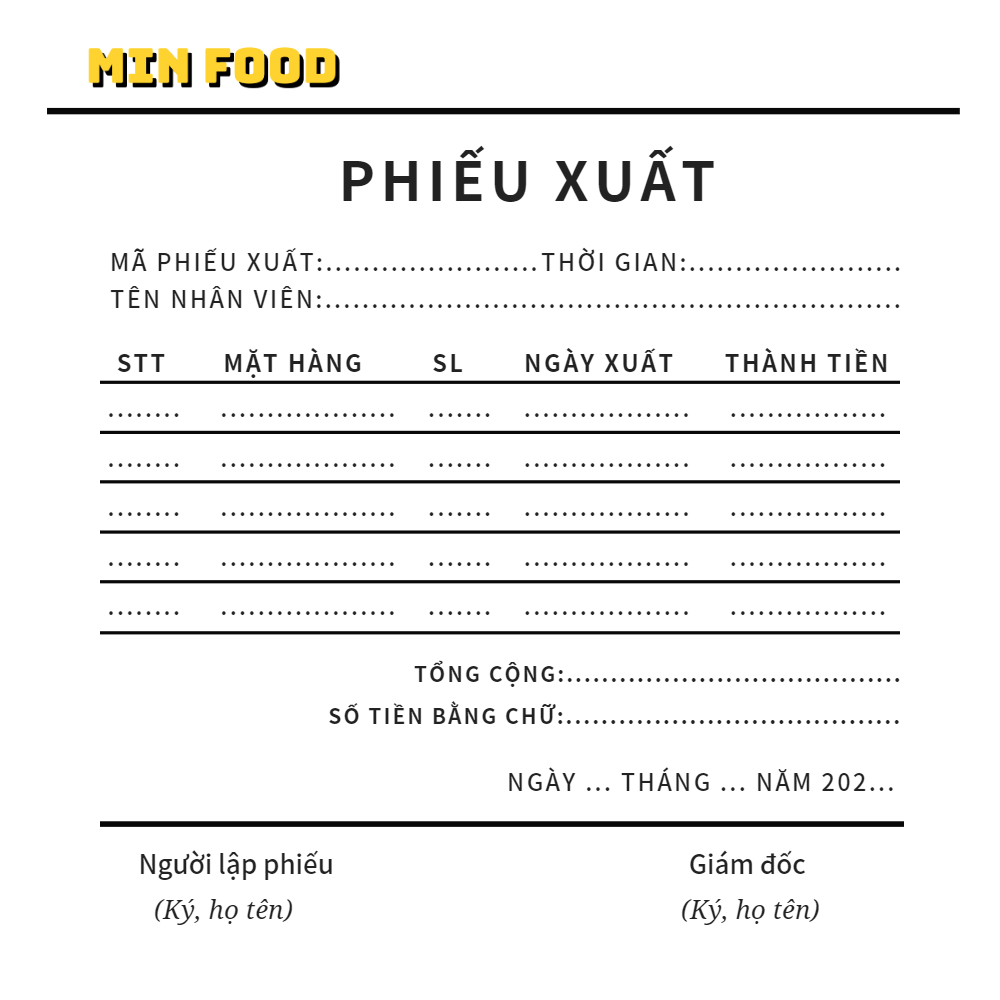 MIN FOOD
PHIẾU XUẤT
MÃ PHIẾU XUẤT:.......................THỜI GIAN:.......................
TÊN NHÂN VIÊN:..............................................................
STT MẶT HÀNG SL NGÀY XUẤT THÀNH TIỀN
........ ................... ....... .................. .................
........ ................... ....... .................. .................
........ ................... ....... .................. .................
........ ................... ....... .................. .................
........ ................... ....... .................. .................
TỔNG CỘNG:......................................
SỐ TIỀN BẰNG CHỮ:......................................
NGÀY ... THÁNG ... NĂM 202...
Người lập phiếu Giám đốc
(Ký, họ tên) (Ký, họ tên)